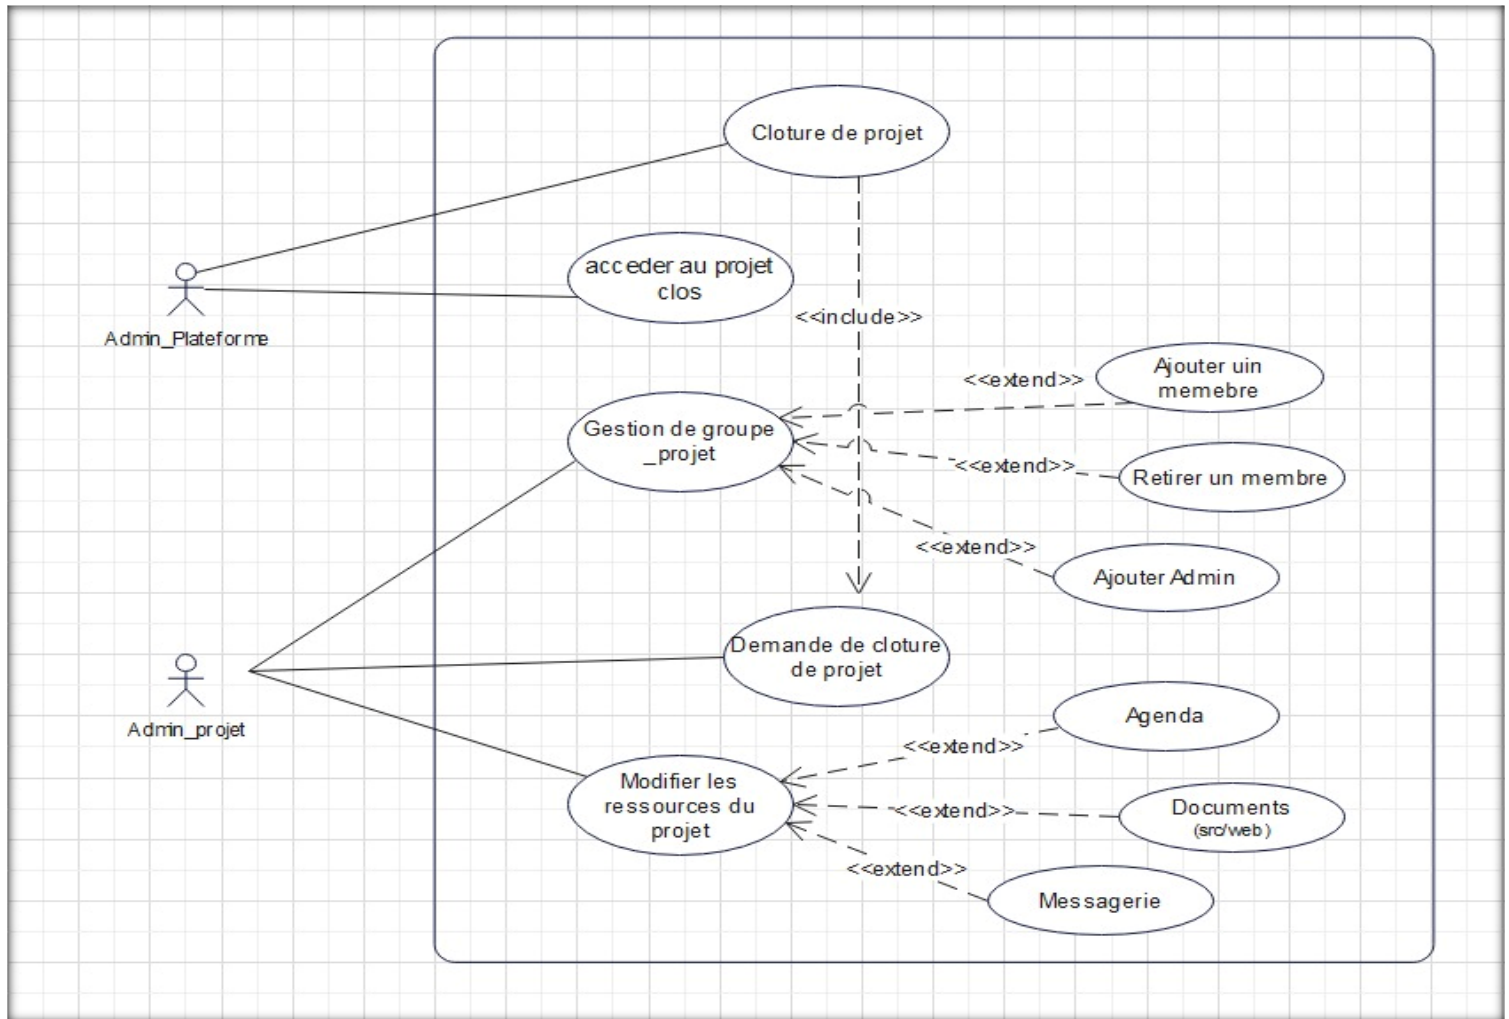 Cloture de projet
acceder au projet
clos
Admin_Plateforme
<<include>>
<<extend>>
Ajouter uin
memebre
Gestion de groupe
_projet
<<extend>>
Retirer un membre
<<extend>>
Ajouter Admin
Demande de cloture
de projet
Admin_projet
<<extend>>
Agenda
Modifier les
ressources du
projet
<<extend>>
Documents
(src/web)
<<extend>>
Messagerie